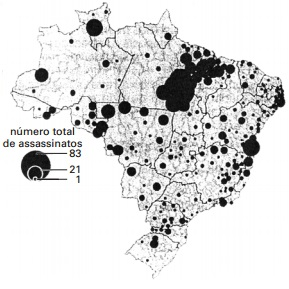 número total
de assassinatos
83
21
1